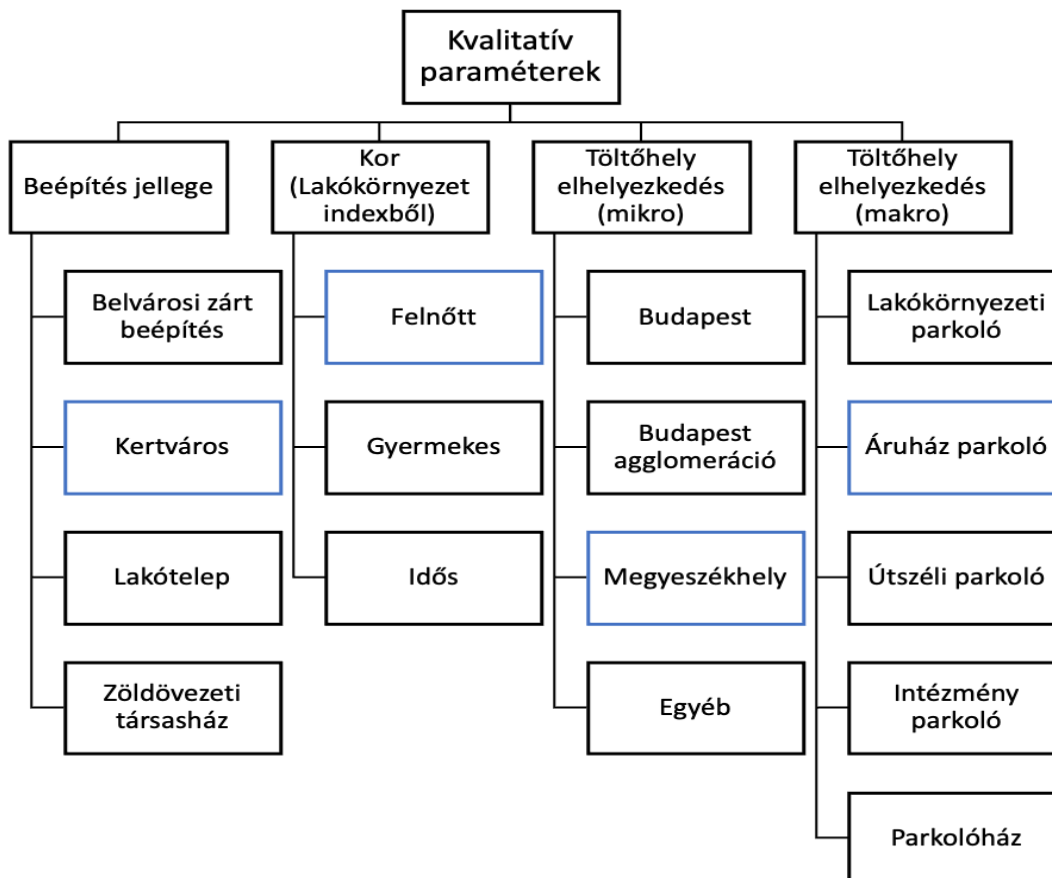 Kvalitatív
paraméterek
Beépítés jellege
Kor
(Lakókörnyezet
indexből)
Töltőhely
elhelyezkedés
(mikro)
Töltőhely
elhelyezkedés
(makro)
Belvárosi zárt
beépítés
Kertváros
Lakótelep
Zöldövezeti
társasház
Felnőtt
Gyermekes
Idős
Budapest
Budapest
agglomeráció
Megyeszékhely
Egyéb
Lakókörnyezeti
parkoló
Áruház parkoló
Útszéli parkoló
Intézmény
parkoló
Parkolóház